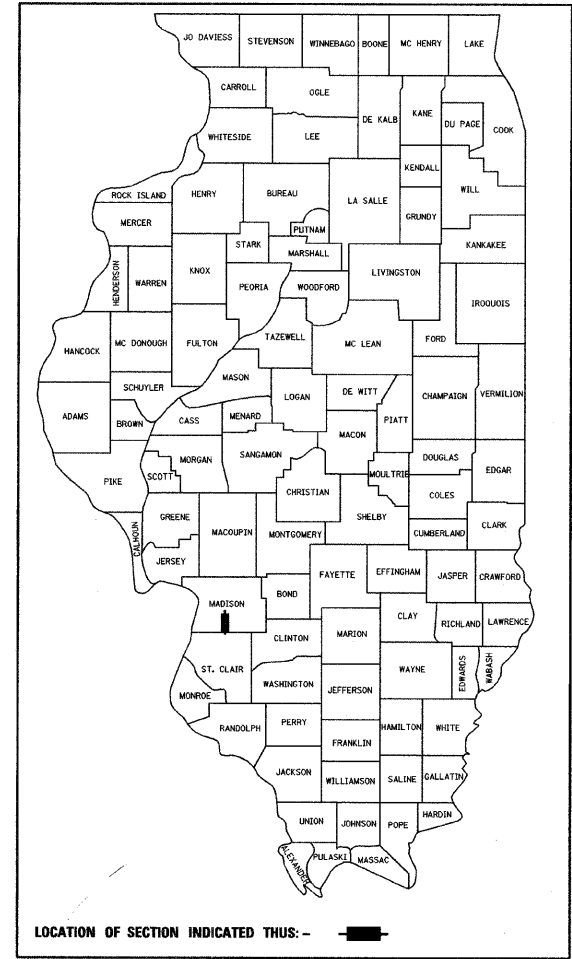 JO DAVIESS
STEVENSON
WINNEBAGO
BOONE
MC HENRY
LAKE
CARROLL
OGLE
DE KALB
KANE
DU PAGE
COOK
WHITESIDE
LEE
KENDALL
WILL
ROCK ISLAND
HENRY
BUREAU
LA SALLE
GRUNDY
MERCER
PUTNAM
STARK
MARSHALL
KANKAKEE
HENDERSON
WARREN
KNOX
PEORIA
WOODFORD
LIVINGSTON
IROQUOIS
HANCOCK
MC DONOUGH
FULTON
TAZEWELL
MC LEAN
FORD
MASON
SCHUYLER
LOGAN
DE WITT
CHAMPAIGN
VERMILION
ADAMS
BROWN
CASS
MENARD
MACON
PIATT
MORGAN
SANGAMON
DOUGLAS
EDGAR
PIKE
SCOTT
CHRISTIAN
MOULTRIE
COLES
GREENE
MACOUPIN
MONTGOMERY
SHELBY
CUMBERLAND
CLARK
CALHOUN
JERSEY
FAYETTE
EFFINGHAM
JASPER
CRAWFORD
MADISON
BOND
CLAY
RICHLAND
LAWRENCE
CLINTON
MARION
ST. CLAIR
WAYNE
EDWARDS
WABASH
MONROE
WASHINGTON
JEFFERSON
RANDOLPH
PERRY
HAMILTON
WHITE
FRANKLIN
JACKSON
WILLIAMSON
SALINE
GALLATIN
UNION
JOHNSON
POPE
HARDIN
ALEXANDER
PULASKI
MASSAC
LOCATION OF SECTION INDICATED THUS: -